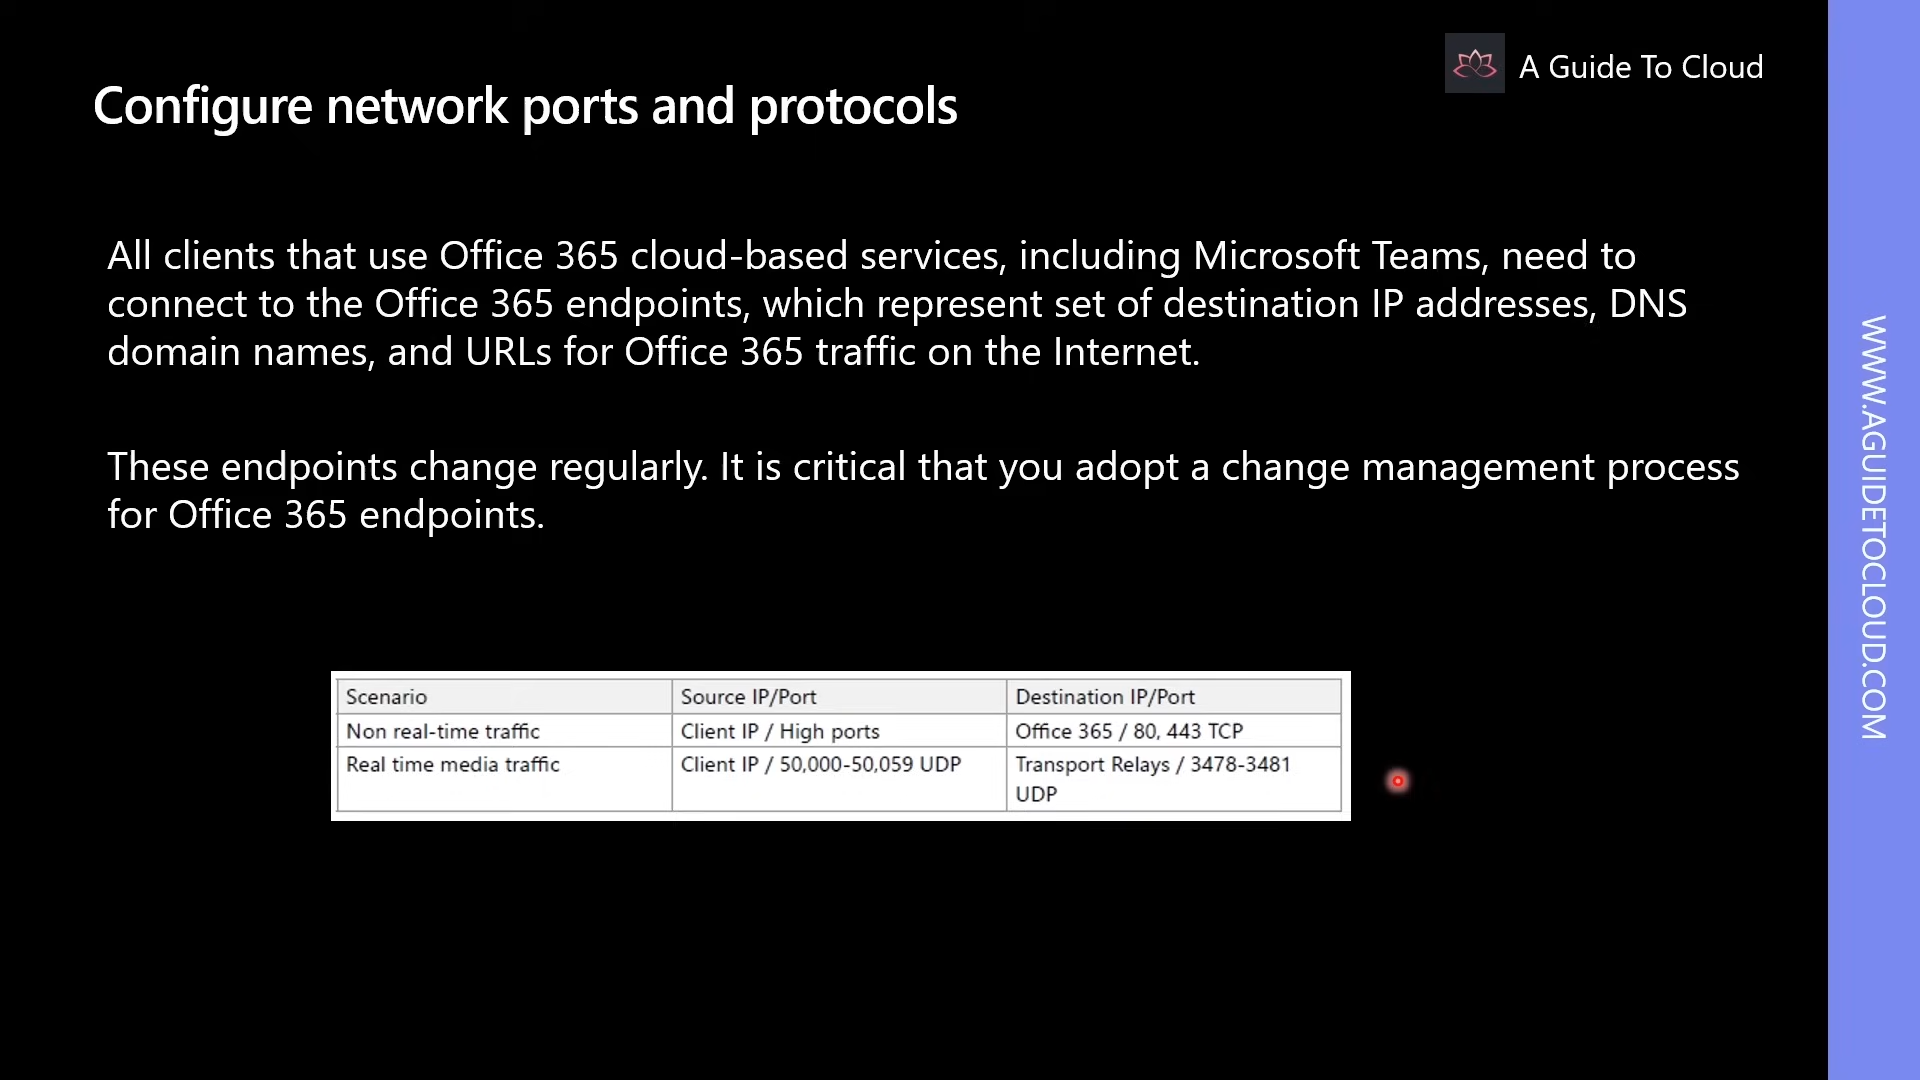 A Guide To Cloud
Configure network ports and protocols
All clients that use Office 365 cloud-based services, including Microsoft Teams, need to
connect to the Office 365 endpoints, which represent set of destination IP addresses, DNS
domain names, and URLs for Office 365 traffic on the Internet.
These endpoints change regularly. It is critical that you adopt a change management process
for Office 365 endpoints.
Scenario Source IP/Port Destination IP/Port
Non real-time traffic Client IP / High ports Office 365 / 80, 443 TCP
Real time media traffic Client IP / 50,000-50,059 UDP Transport Relays / 3478-3481
UDP
WWW.AGUIDETOCLOUD.COM